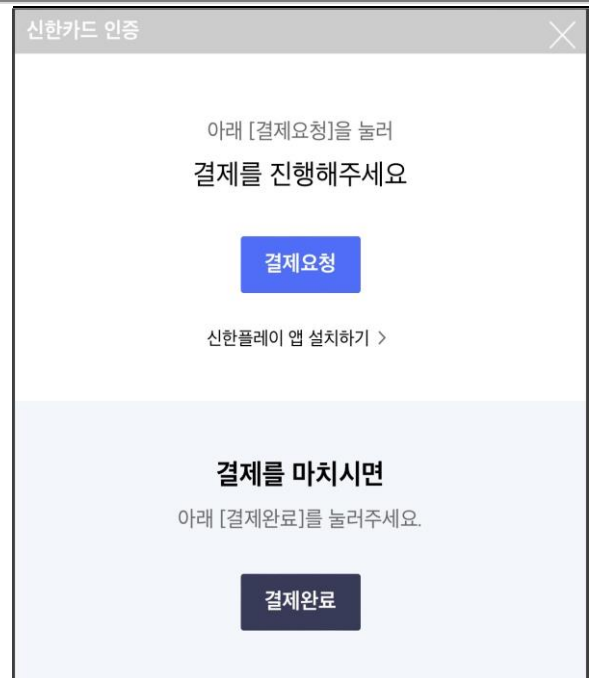 신한카드 인증
아래 [결제요청]을 눌러
결제를 진행해주세요
결제요청
신한플레이 앱 설치하기 >
결제를 마치시면
아래 [결제완료]를 눌러주세요.
결제완료